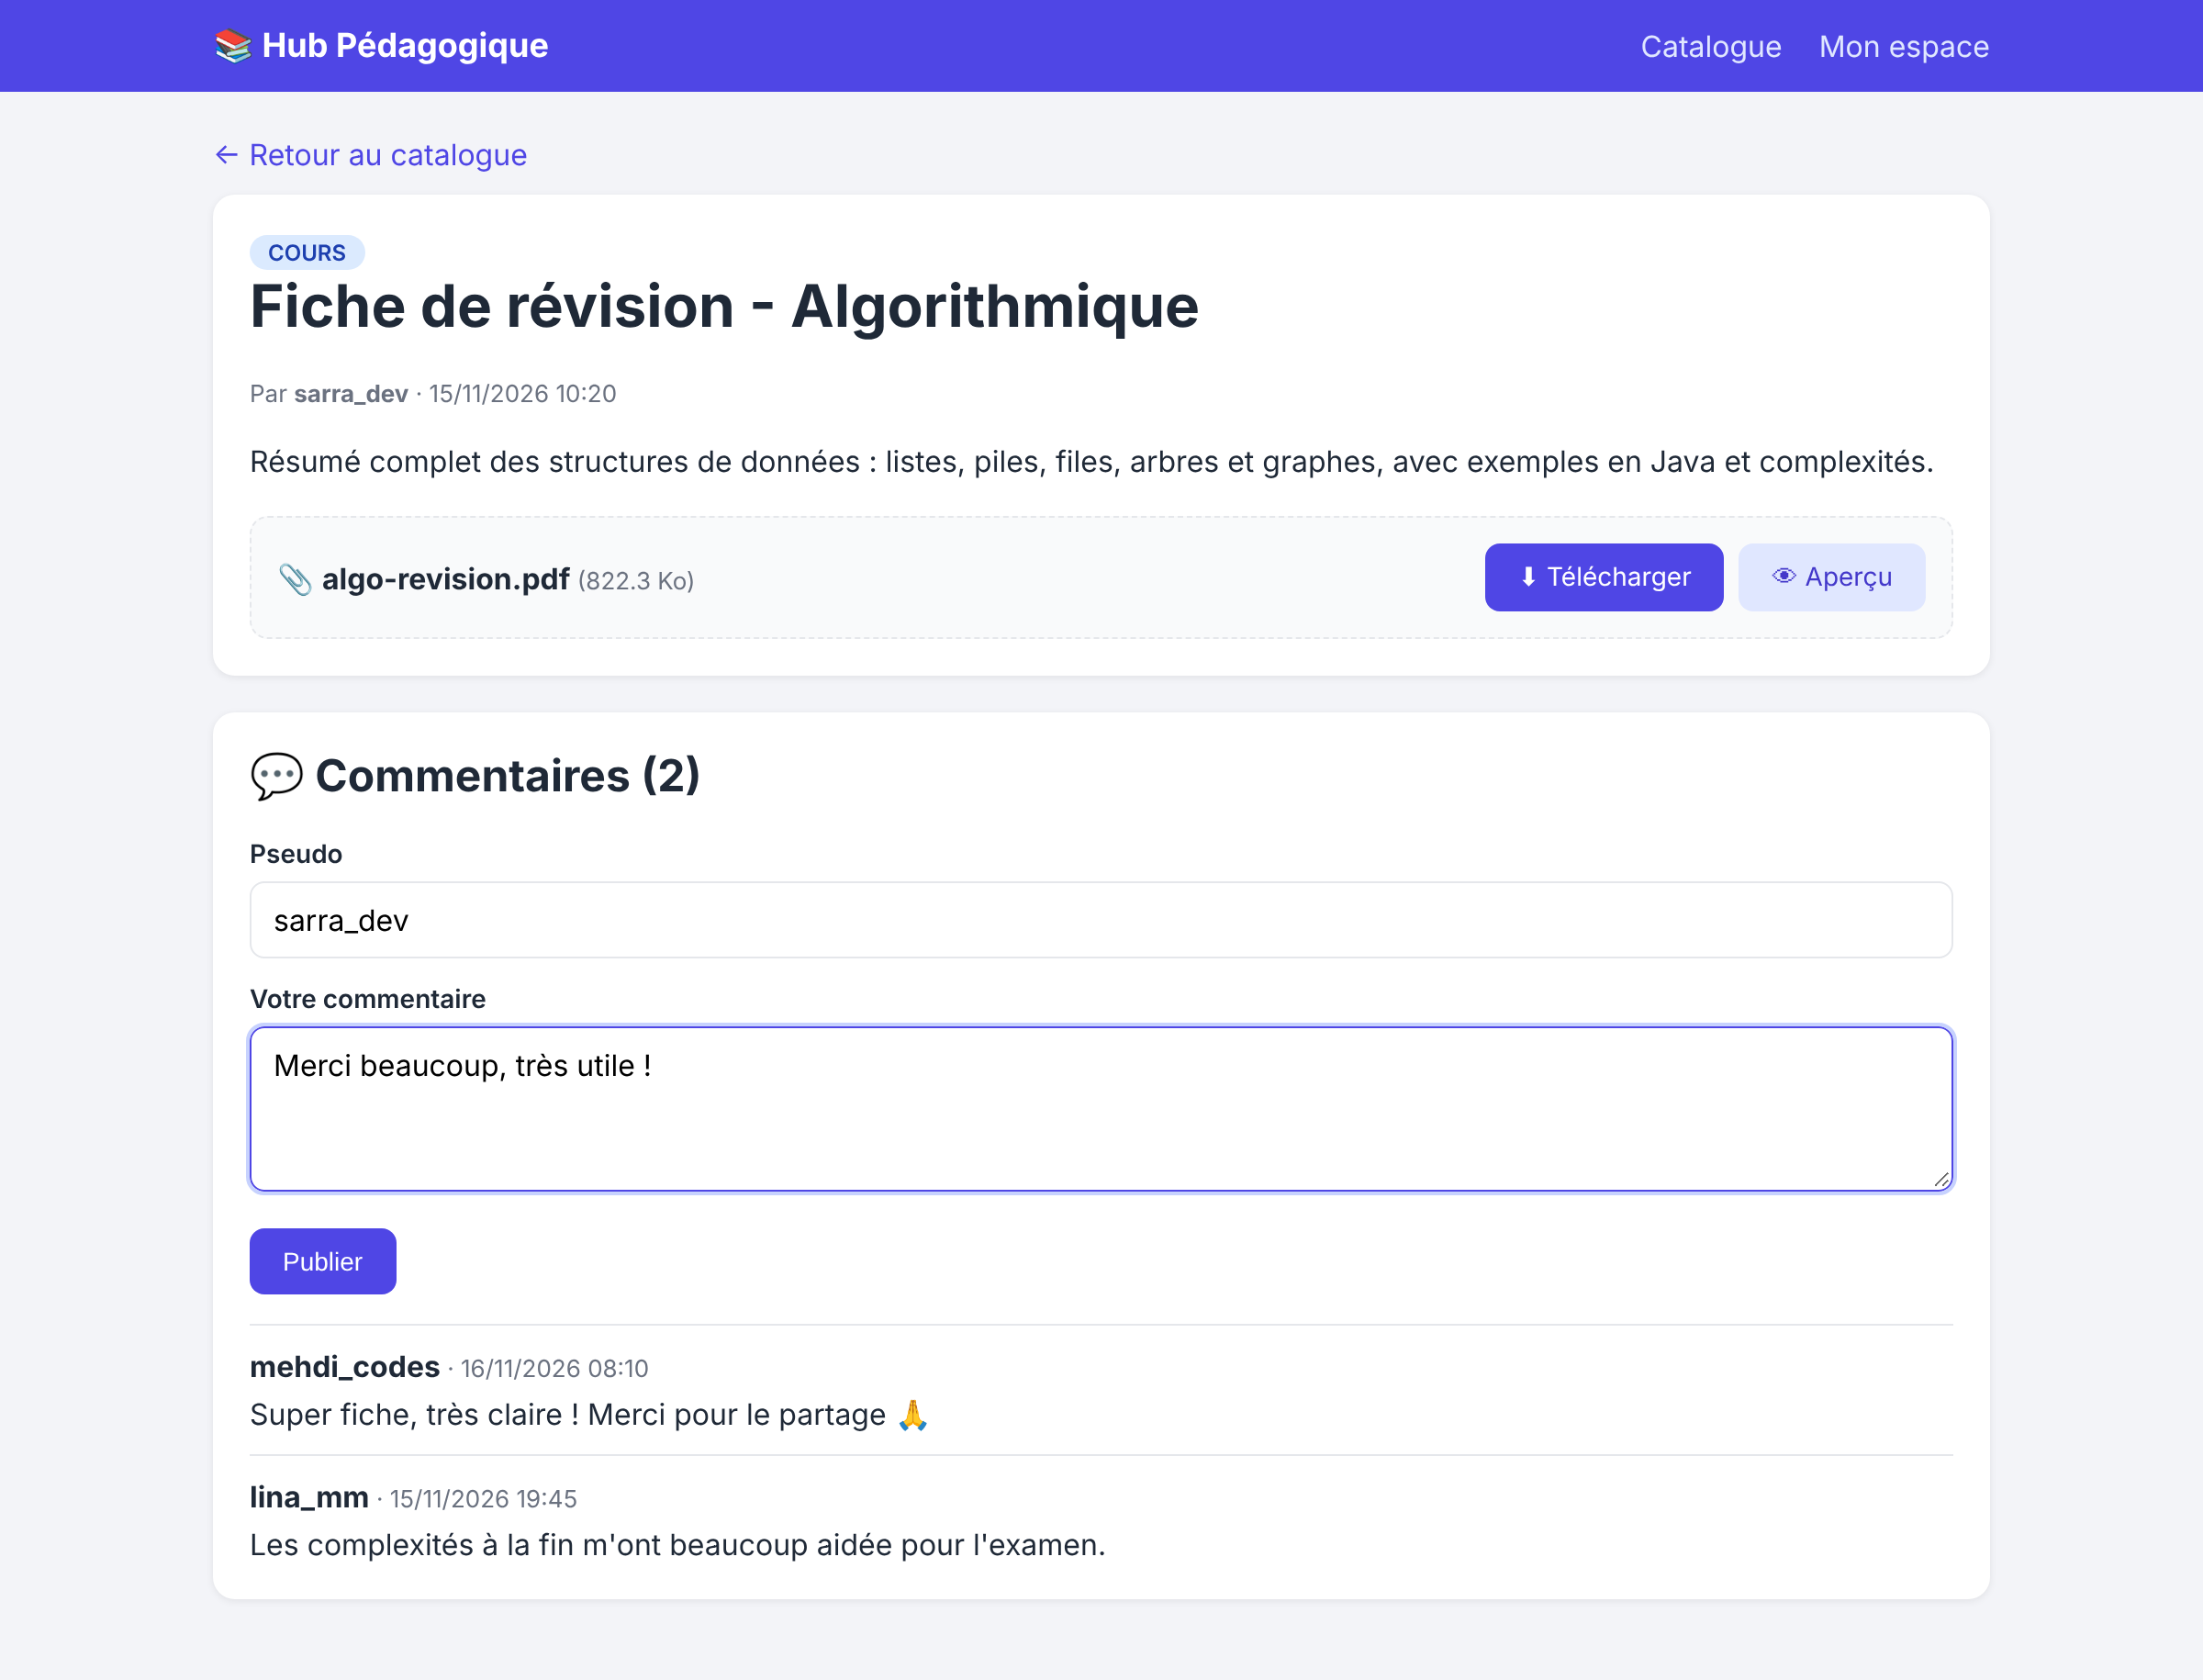 📚 Hub Pédagogique
Catalogue Mon espace
← Retour au catalogue
COURS
Fiche de révision - Algorithmique
Par sarra_dev · 15/11/2026 10:20
Résumé complet des structures de données : listes, piles, files, arbres et graphes, avec exemples en Java et complexités.
📎 algo-revision.pdf (822.3 Ko)
⬇ Télécharger
👁 Aperçu
💬 Commentaires (2)
Pseudo
sarra_dev
Votre commentaire
Merci beaucoup, très utile !
Publier
mehdi_codes · 16/11/2026 08:10
Super fiche, très claire ! Merci pour le partage 🙏
lina_mm · 15/11/2026 19:45
Les complexités à la fin m'ont beaucoup aidée pour l'examen.